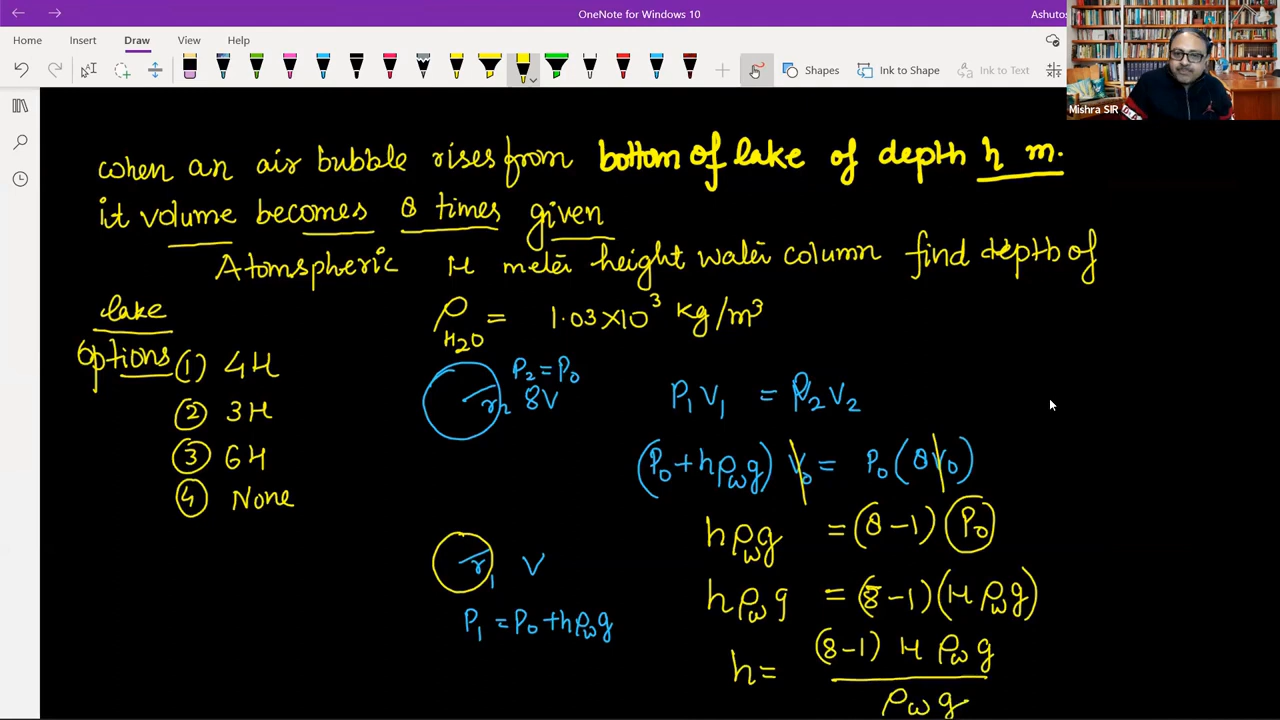 OneNote for Windows 10
Ashutos
Home Insert Draw View Help
Shapes Ink to Shape Ink to Text
Mishra SIR
when an air bubble rises from bottom of lake of depth h m.
it volume becomes 8 times given
Atomspheric H meter height water column find depth of
lake
ρH₂O = 1.03×10³ kg/m³
Options (1) 4H
② 3H
③ 6H
④ None
P₂=P₀
r₂ 8V
r₁ V
P₁ = P₀+hρwg
P₁V₁ = P₂V₂
(P₀+hρwg) V₀ = P₀(8V₀)
hρwg = (8-1)(P₀)
hρwg = (8-1)(H ρwg)
h= (8-1) H ρwg
ρwg